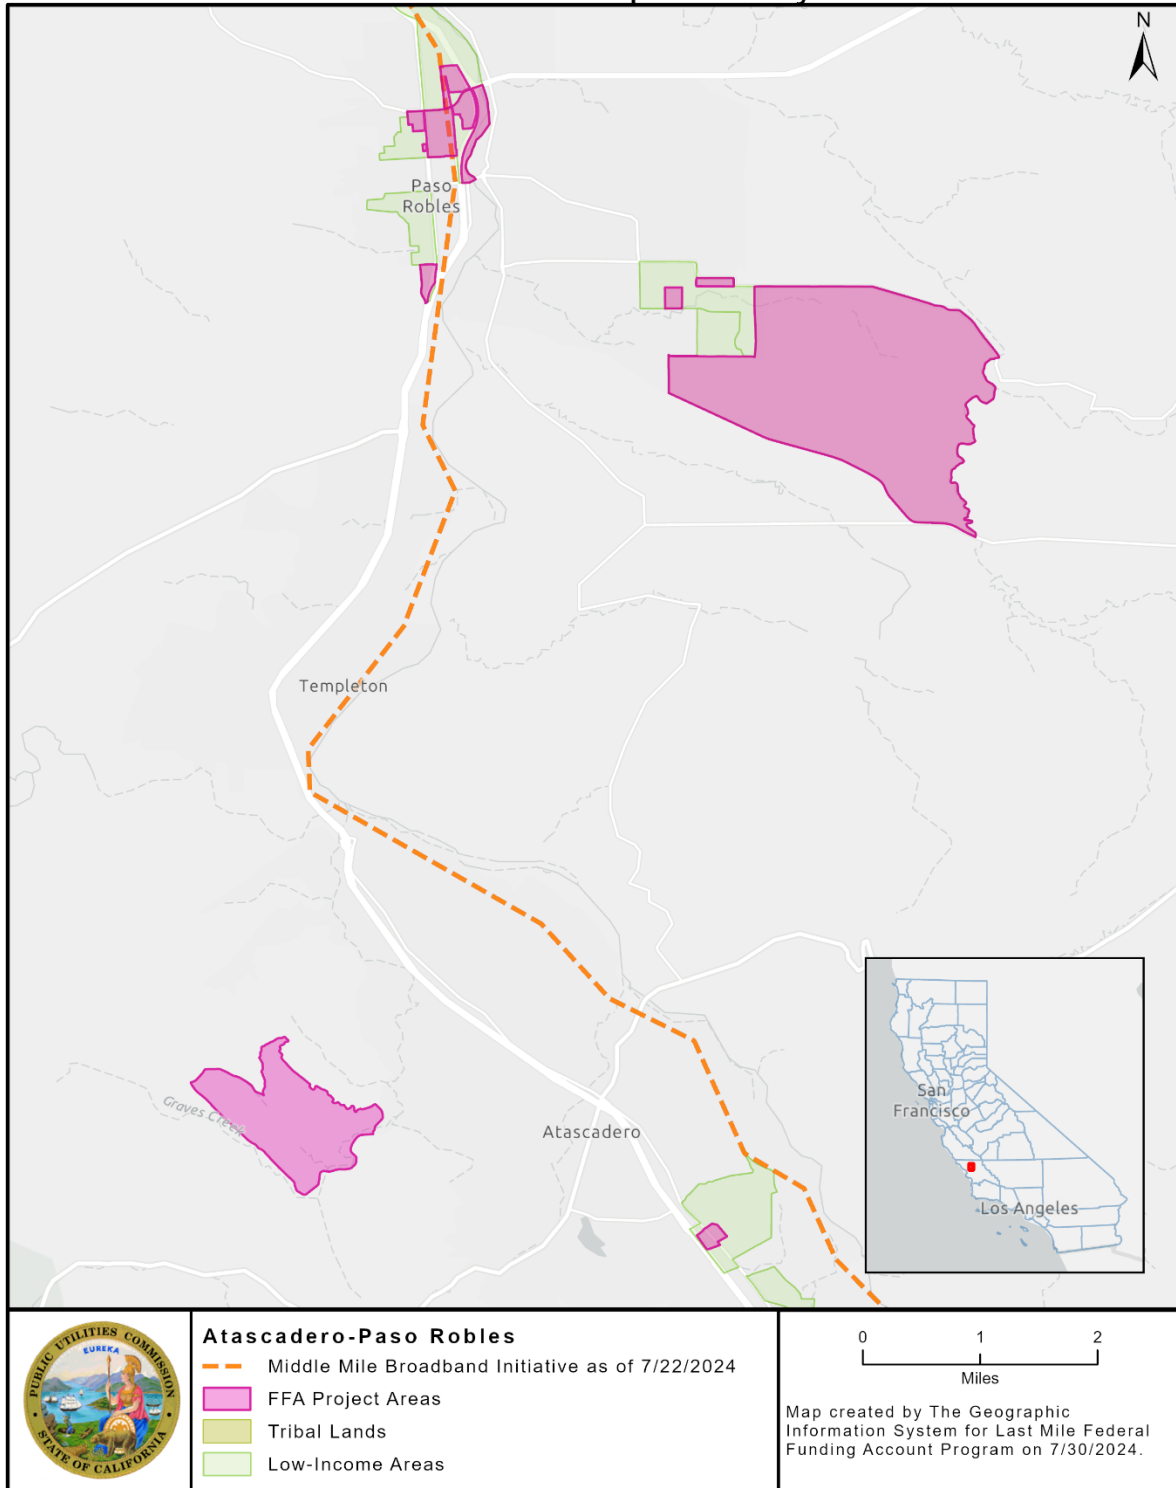 N
Paso
Robles
Templeton
Graves Creek
Atascadero
San
Francisco
Los Angeles
PUBLIC UTILITIES COMMISSION
EUREKA
STATE OF CALIFORNIA
Atascadero-Paso Robles
Middle Mile Broadband Initiative as of 7/22/2024
FFA Project Areas
Tribal Lands
Low-Income Areas
0 1 2
Miles
Map created by The Geographic
Information System for Last Mile Federal
Funding Account Program on 7/30/2024.